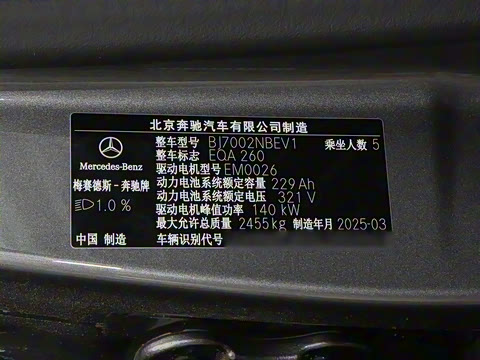 北京奔驰汽车有限公司制造
整车型号 BJ7002NBEV1 乘坐人数 5
整车标志 EQA 260
驱动电机型号 EM0026
Mercedes-Benz
动力电池系统额定容量 229 Ah
梅赛德斯-奔驰牌
动力电池系统额定电压 321 V
1.0 %
驱动电机峰值功率 140 kW
最大允许总质量 2455 kg 制造年月 2025-03
中国 制造 车辆识别代号